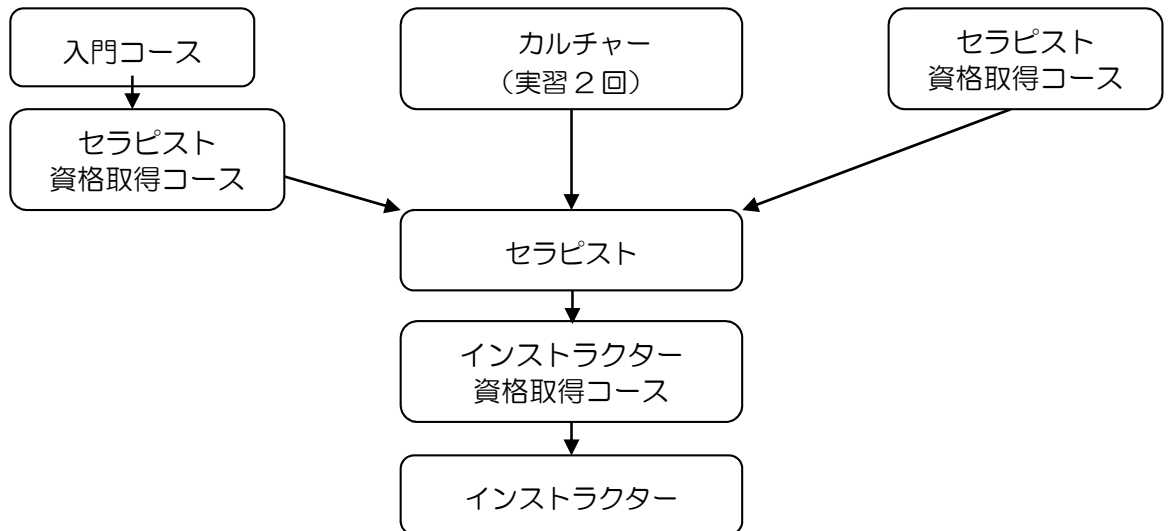 入門コース
セラピスト
資格取得コース
カルチャー
（実習２回）
セラピスト
資格取得コース
セラピスト
インストラクター
資格取得コース
インストラクター